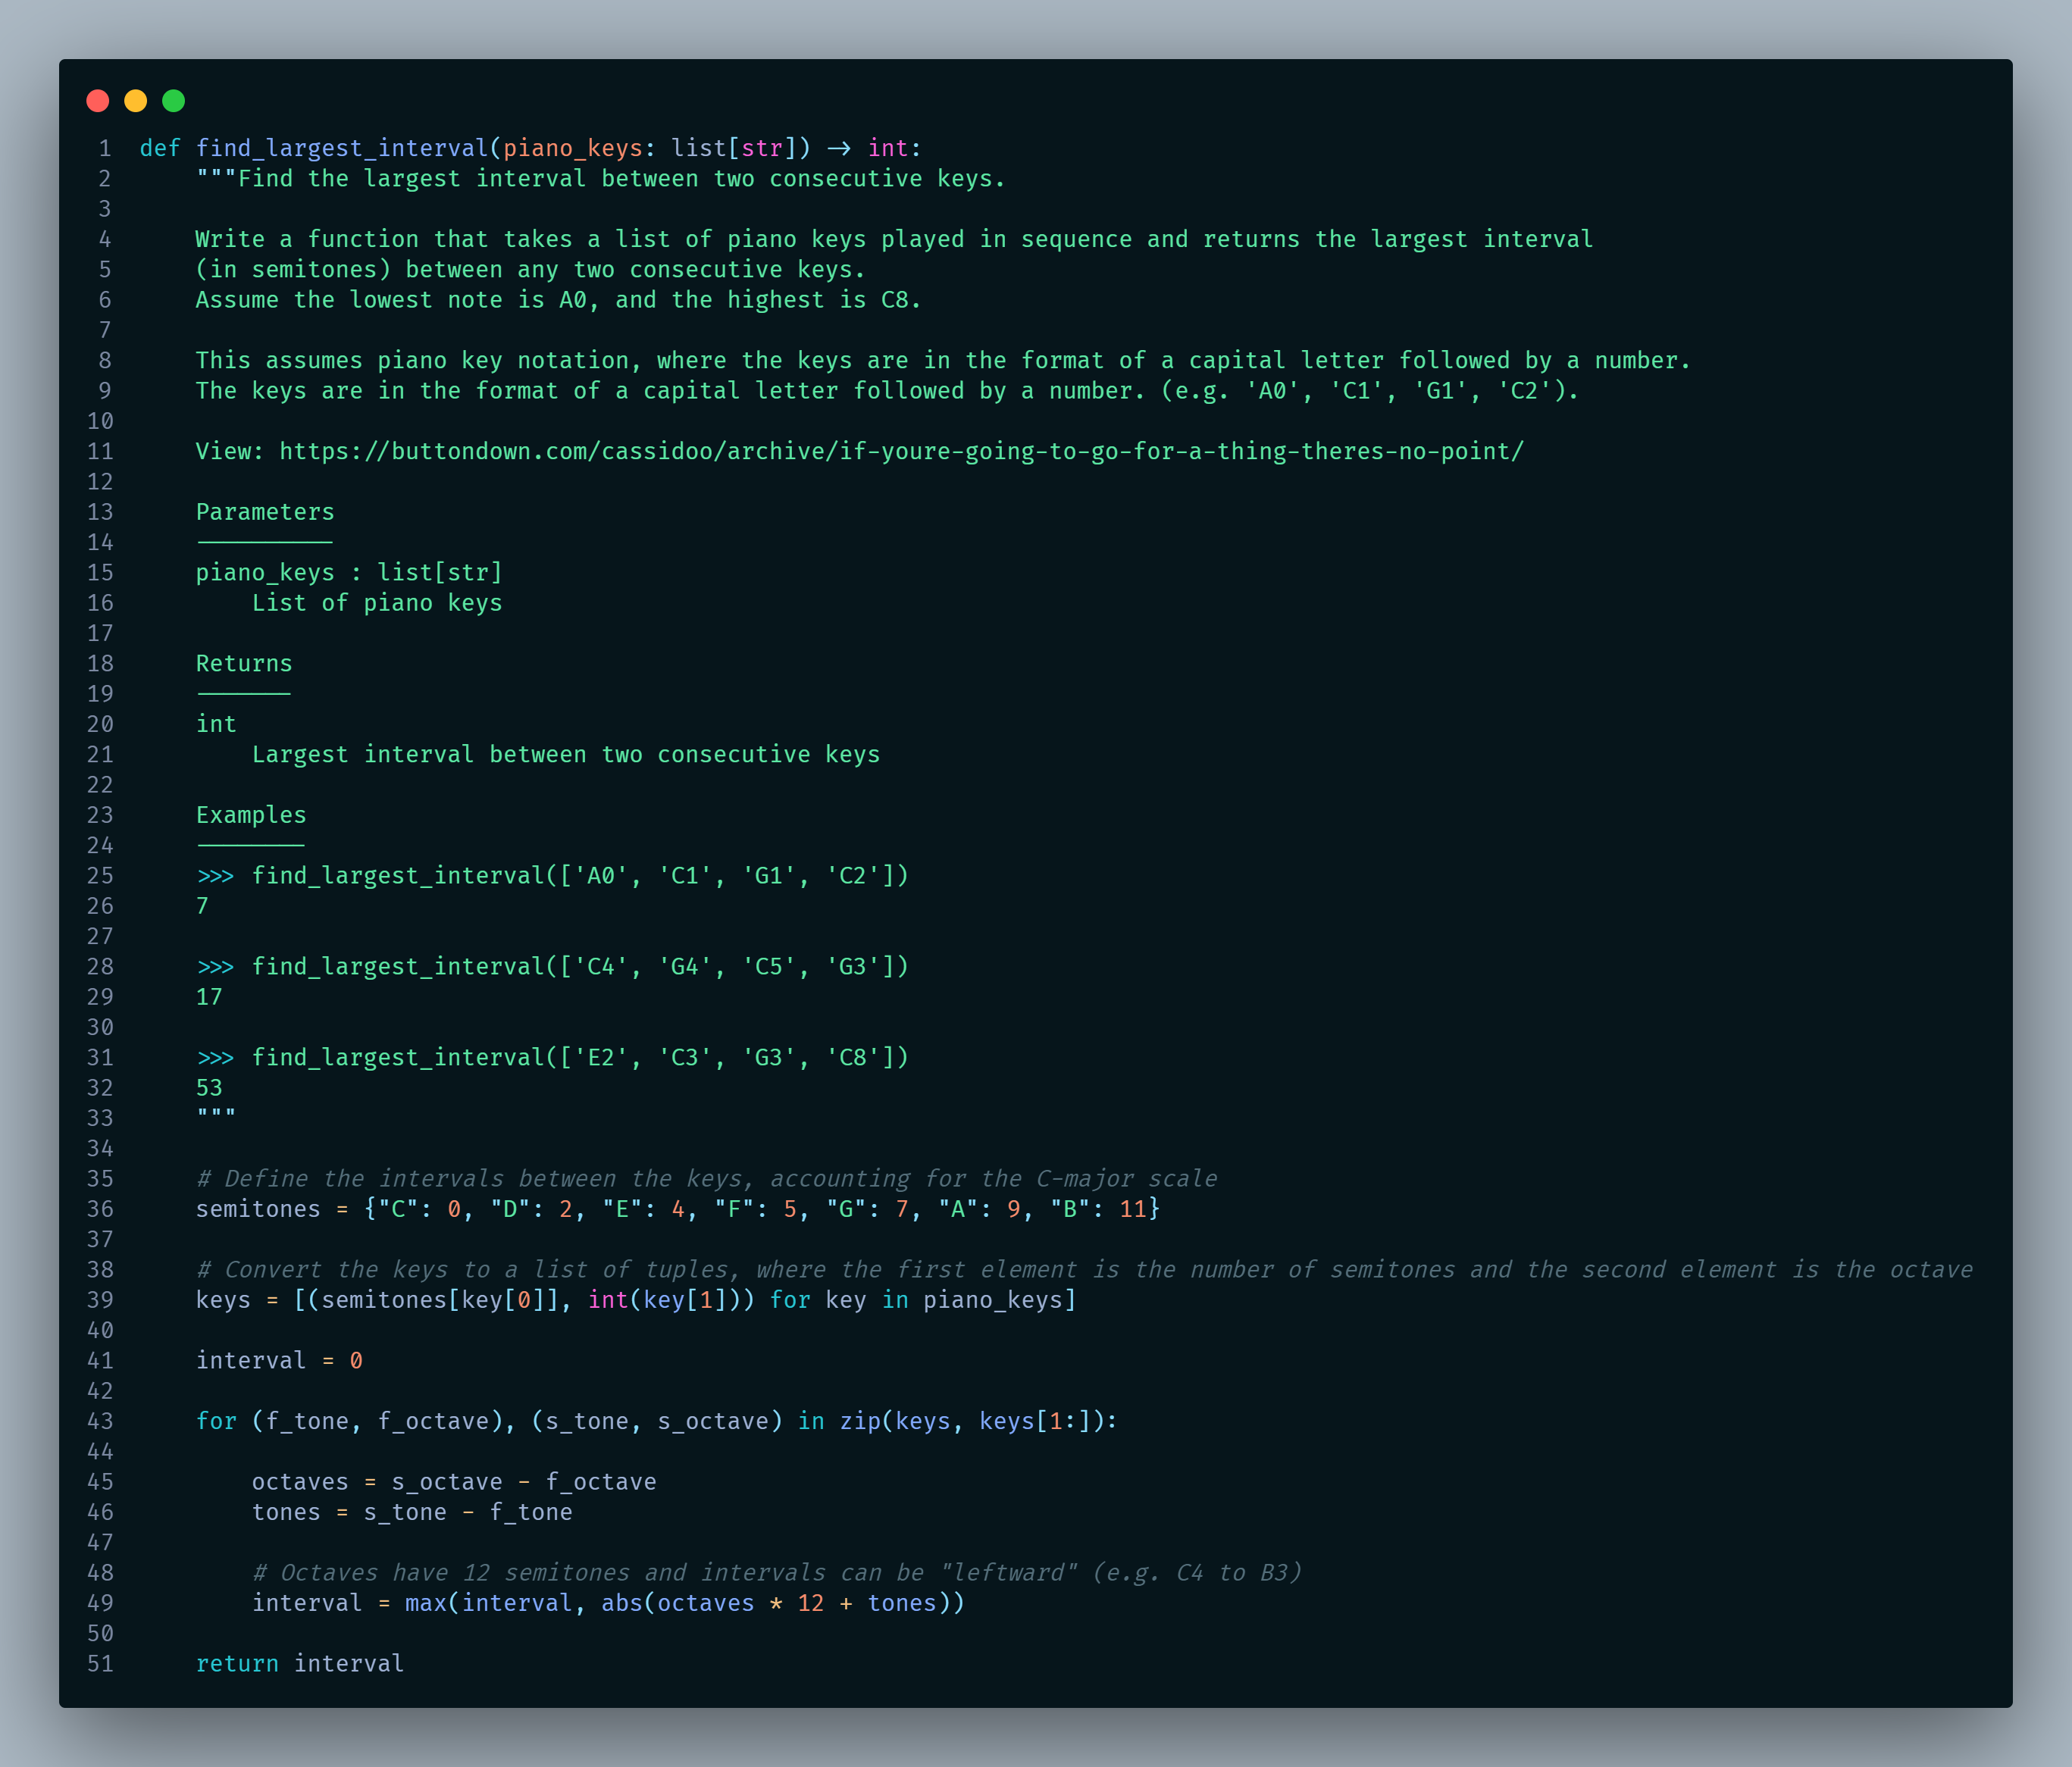 1 def find_largest_interval(piano_keys: list[str]) -> int:
2     """Find the largest interval between two consecutive keys.
3
4     Write a function that takes a list of piano keys played in sequence and returns the largest interval
5     (in semitones) between any two consecutive keys.
6     Assume the lowest note is A0, and the highest is C8.
7
8     This assumes piano key notation, where the keys are in the format of a capital letter followed by a number.
9     The keys are in the format of a capital letter followed by a number. (e.g. 'A0', 'C1', 'G1', 'C2').
10
11     View: https://buttondown.com/cassidoo/archive/if-youre-going-to-go-for-a-thing-theres-no-point/
12
13     Parameters
14     ----------
15     piano_keys : list[str]
16         List of piano keys
17
18     Returns
19     -------
20     int
21         Largest interval between two consecutive keys
22
23     Examples
24     --------
25     >>> find_largest_interval(['A0', 'C1', 'G1', 'C2'])
26     7
27
28     >>> find_largest_interval(['C4', 'G4', 'C5', 'G3'])
29     17
30
31     >>> find_largest_interval(['E2', 'C3', 'G3', 'C8'])
32     53
33     """
34
35     # Define the intervals between the keys, accounting for the C-major scale
36     semitones = {"C": 0, "D": 2, "E": 4, "F": 5, "G": 7, "A": 9, "B": 11}
37
38     # Convert the keys to a list of tuples, where the first element is the number of semitones and the second element is the octave
39     keys = [(semitones[key[0]], int(key[1])) for key in piano_keys]
40
41     interval = 0
42
43     for (f_tone, f_octave), (s_tone, s_octave) in zip(keys, keys[1:]):
44
45         octaves = s_octave - f_octave
46         tones = s_tone - f_tone
47
48         # Octaves have 12 semitones and intervals can be "leftward" (e.g. C4 to B3)
49         interval = max(interval, abs(octaves * 12 + tones))
50
51     return interval